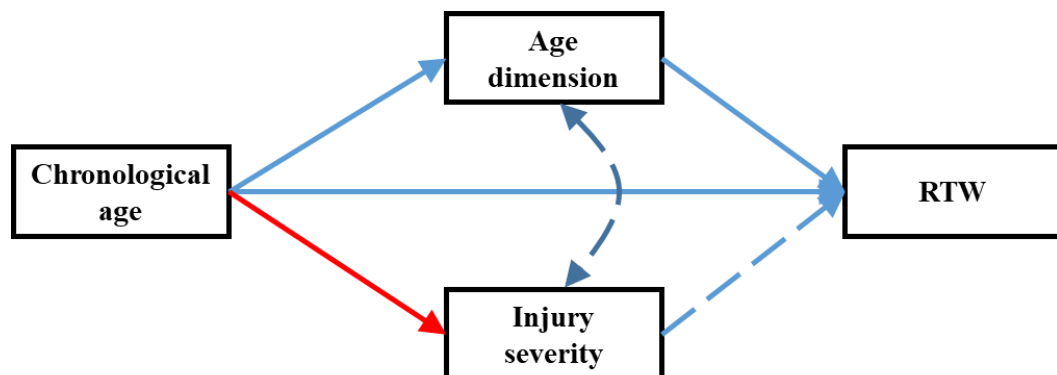 Age
dimension
Chronological
age
RTW
Injury
severity